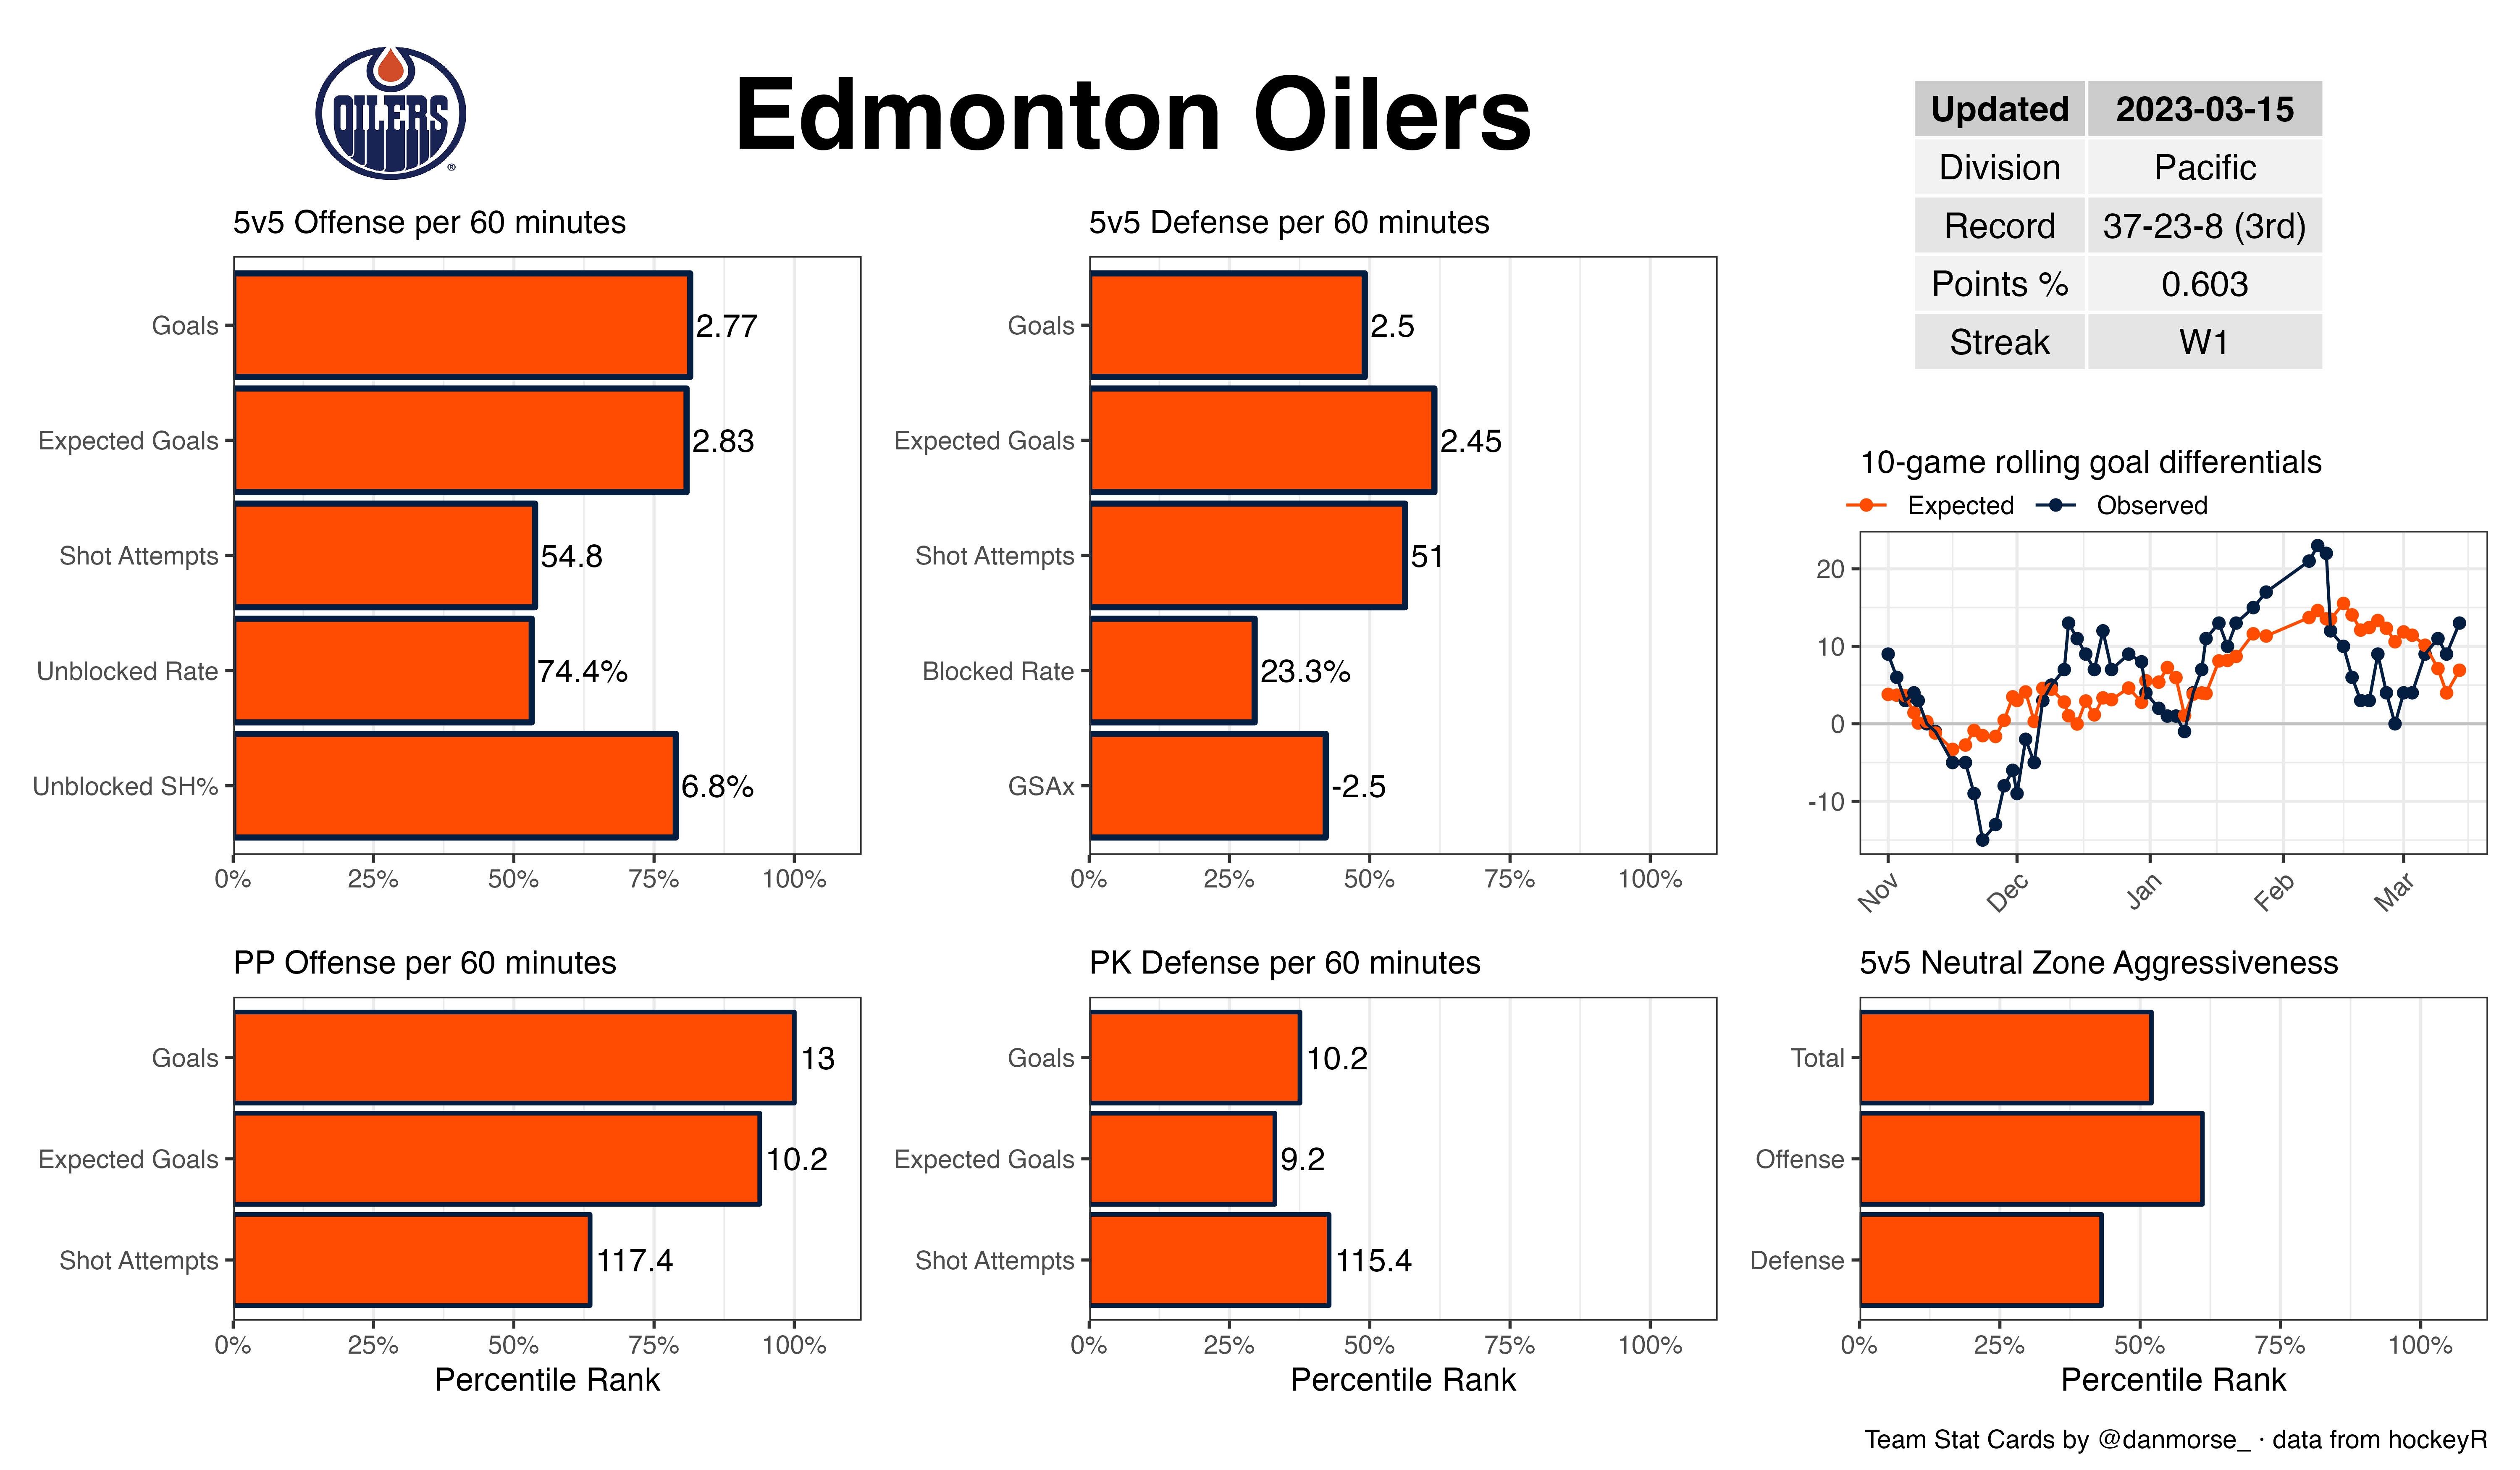 OILERS
®
Edmonton Oilers
Updated 2023-03-15
Division Pacific
Record 37-23-8 (3rd)
Points % 0.603
Streak W1
5v5 Offense per 60 minutes
Goals 2.77
Expected Goals 2.83
Shot Attempts 54.8
Unblocked Rate 74.4%
Unblocked SH% 6.8%
0% 25% 50% 75% 100%
5v5 Defense per 60 minutes
Goals 2.5
Expected Goals 2.45
Shot Attempts 51
Blocked Rate 23.3%
GSAx -2.5
0% 25% 50% 75% 100%
10-game rolling goal differentials
Expected Observed
20
10
0
-10
Nov Dec Jan Feb Mar
PP Offense per 60 minutes
Goals 13
Expected Goals 10.2
Shot Attempts 117.4
0% 25% 50% 75% 100%
Percentile Rank
PK Defense per 60 minutes
Goals 10.2
Expected Goals 9.2
Shot Attempts 115.4
0% 25% 50% 75% 100%
Percentile Rank
5v5 Neutral Zone Aggressiveness
Total
Offense
Defense
0% 25% 50% 75% 100%
Percentile Rank
Team Stat Cards by @danmorse_ · data from hockeyR